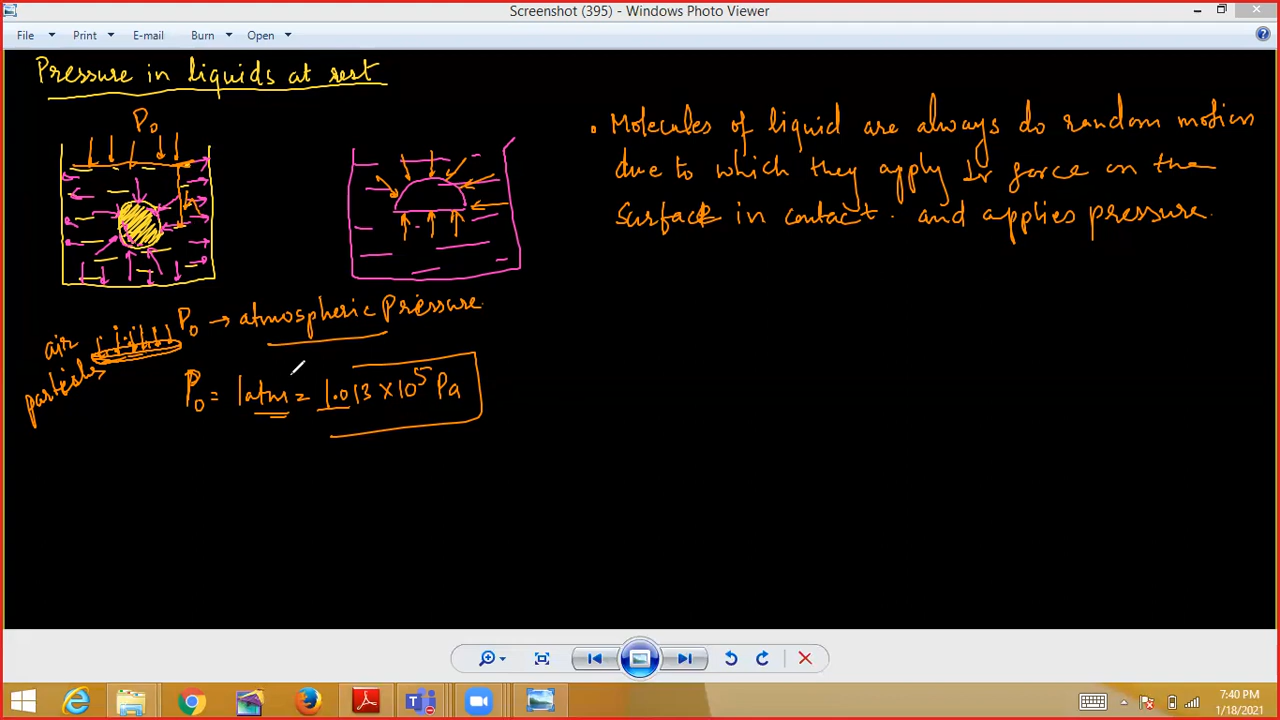 Screenshot (395) - Windows Photo Viewer
File Print E-mail Burn Open
Pressure in liquids at rest
P₀
• Molecules of liquid are always do random motion
due to which they apply ⊥r force on the
surface in contact. and applies pressure.
P₀ → atmospheric Pressure.
air
particles
P₀ = 1atm = 1.013 × 10⁵ Pa
7:40 PM
1/18/2021